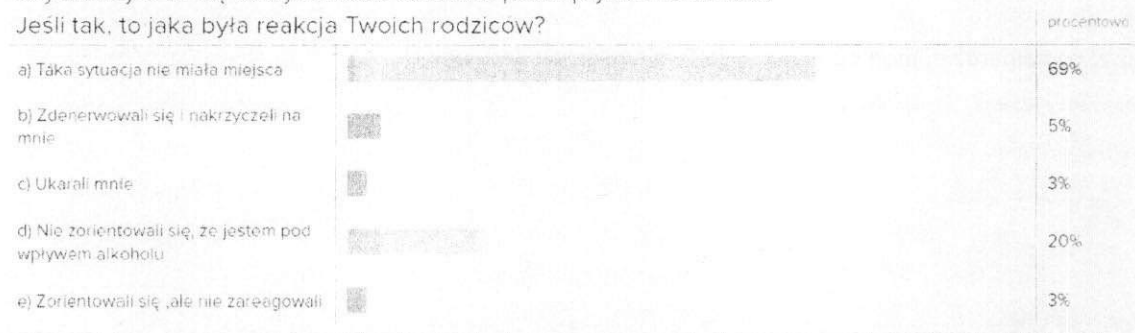 Jeśli tak, to jaka była reakcja Twoich rodziców?
procentowo
a) Taka sytuacja nie miała miejsca
69%
b) Zdenerwowali się i nakrzyczeli na
mnie
5%
c) Ukarali mnie
3%
d) Nie zorientowali się, że jestem pod
wpływem alkoholu
20%
e) Zorientowali się ,ale nie zareagowali
3%